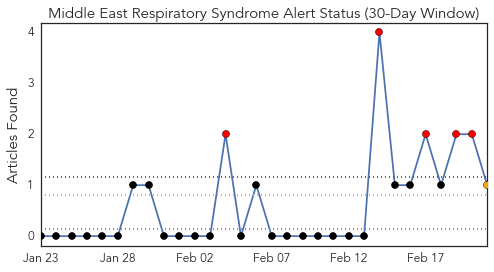 Middle East Respiratory Syndrome Alert Status (30-Day Window)
Articles Found
4
3
2
1
0
Jan 23 Jan 28 Feb 02 Feb 07 Feb 12 Feb 17